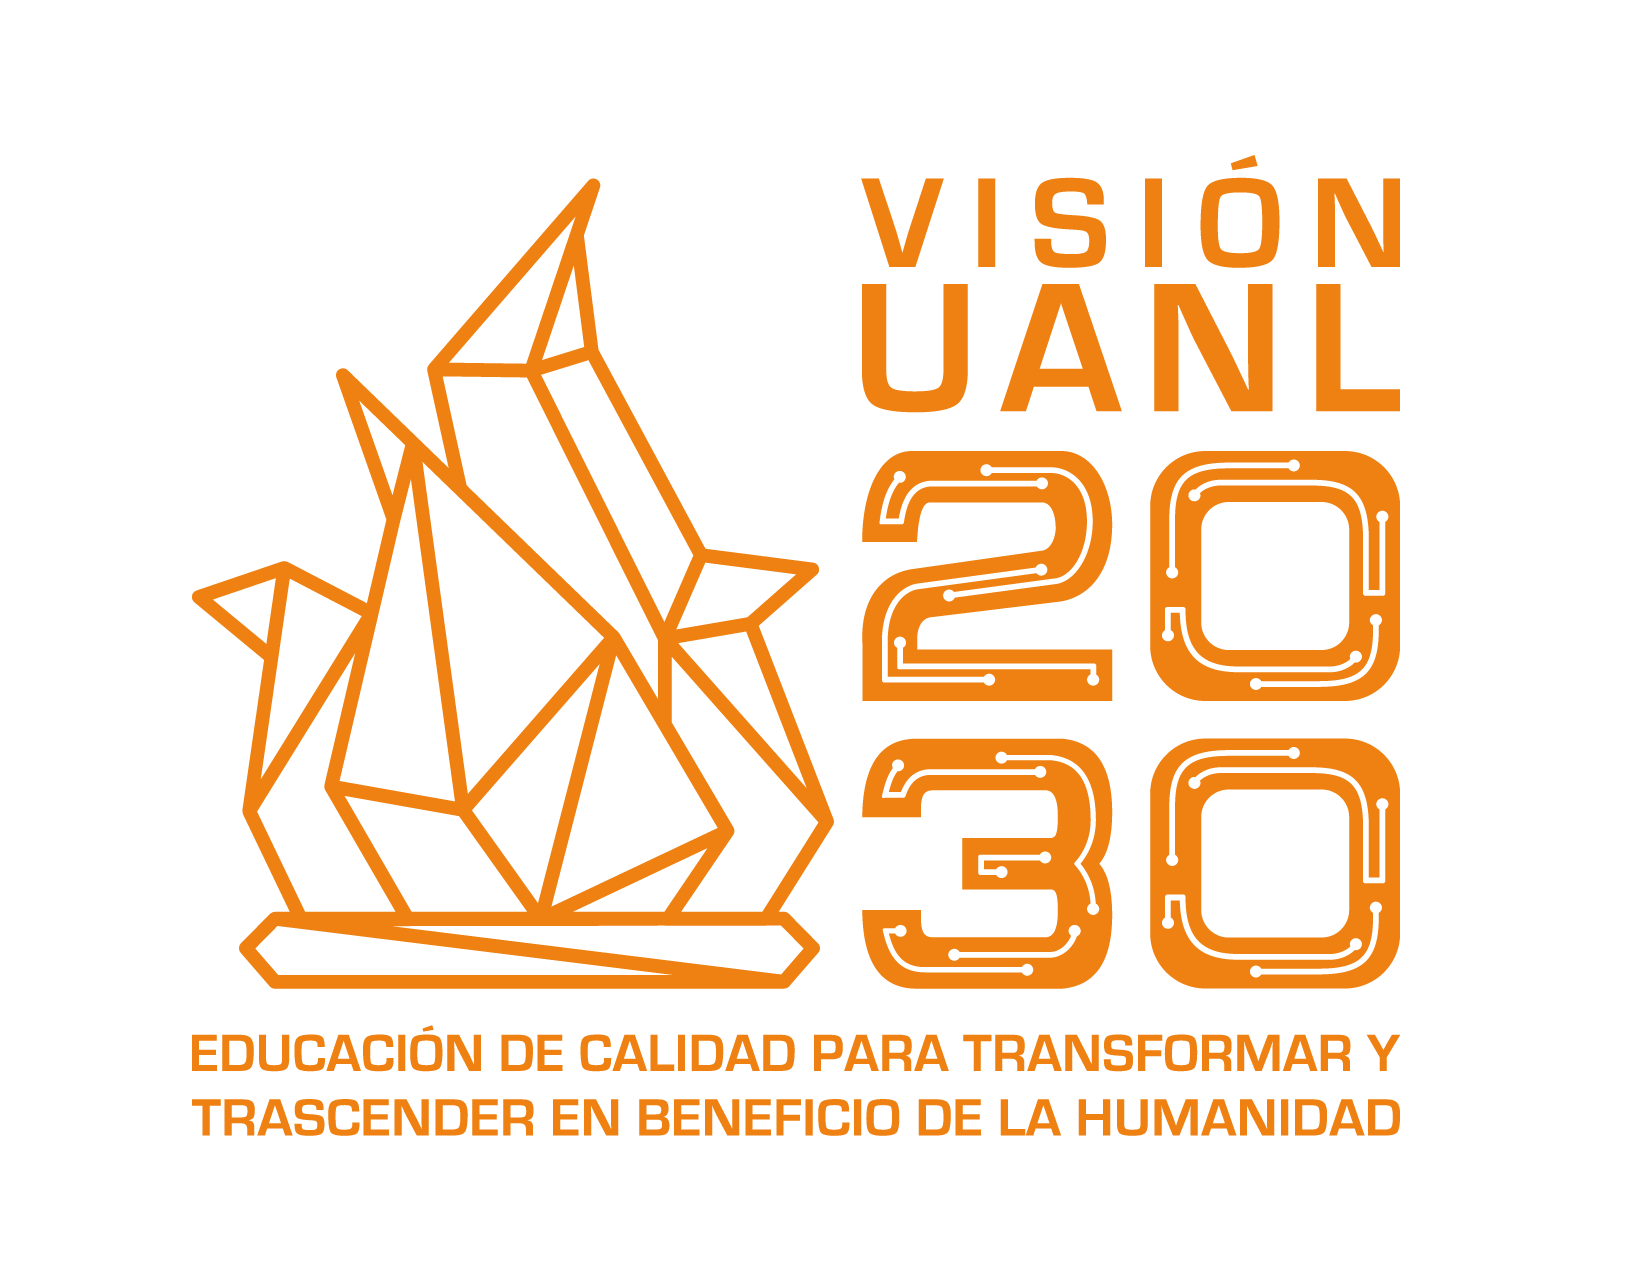 VISIÓN
UANL
20
30
EDUCACIÓN DE CALIDAD PARA TRANSFORMAR Y
TRASCENDER EN BENEFICIO DE LA HUMANIDAD